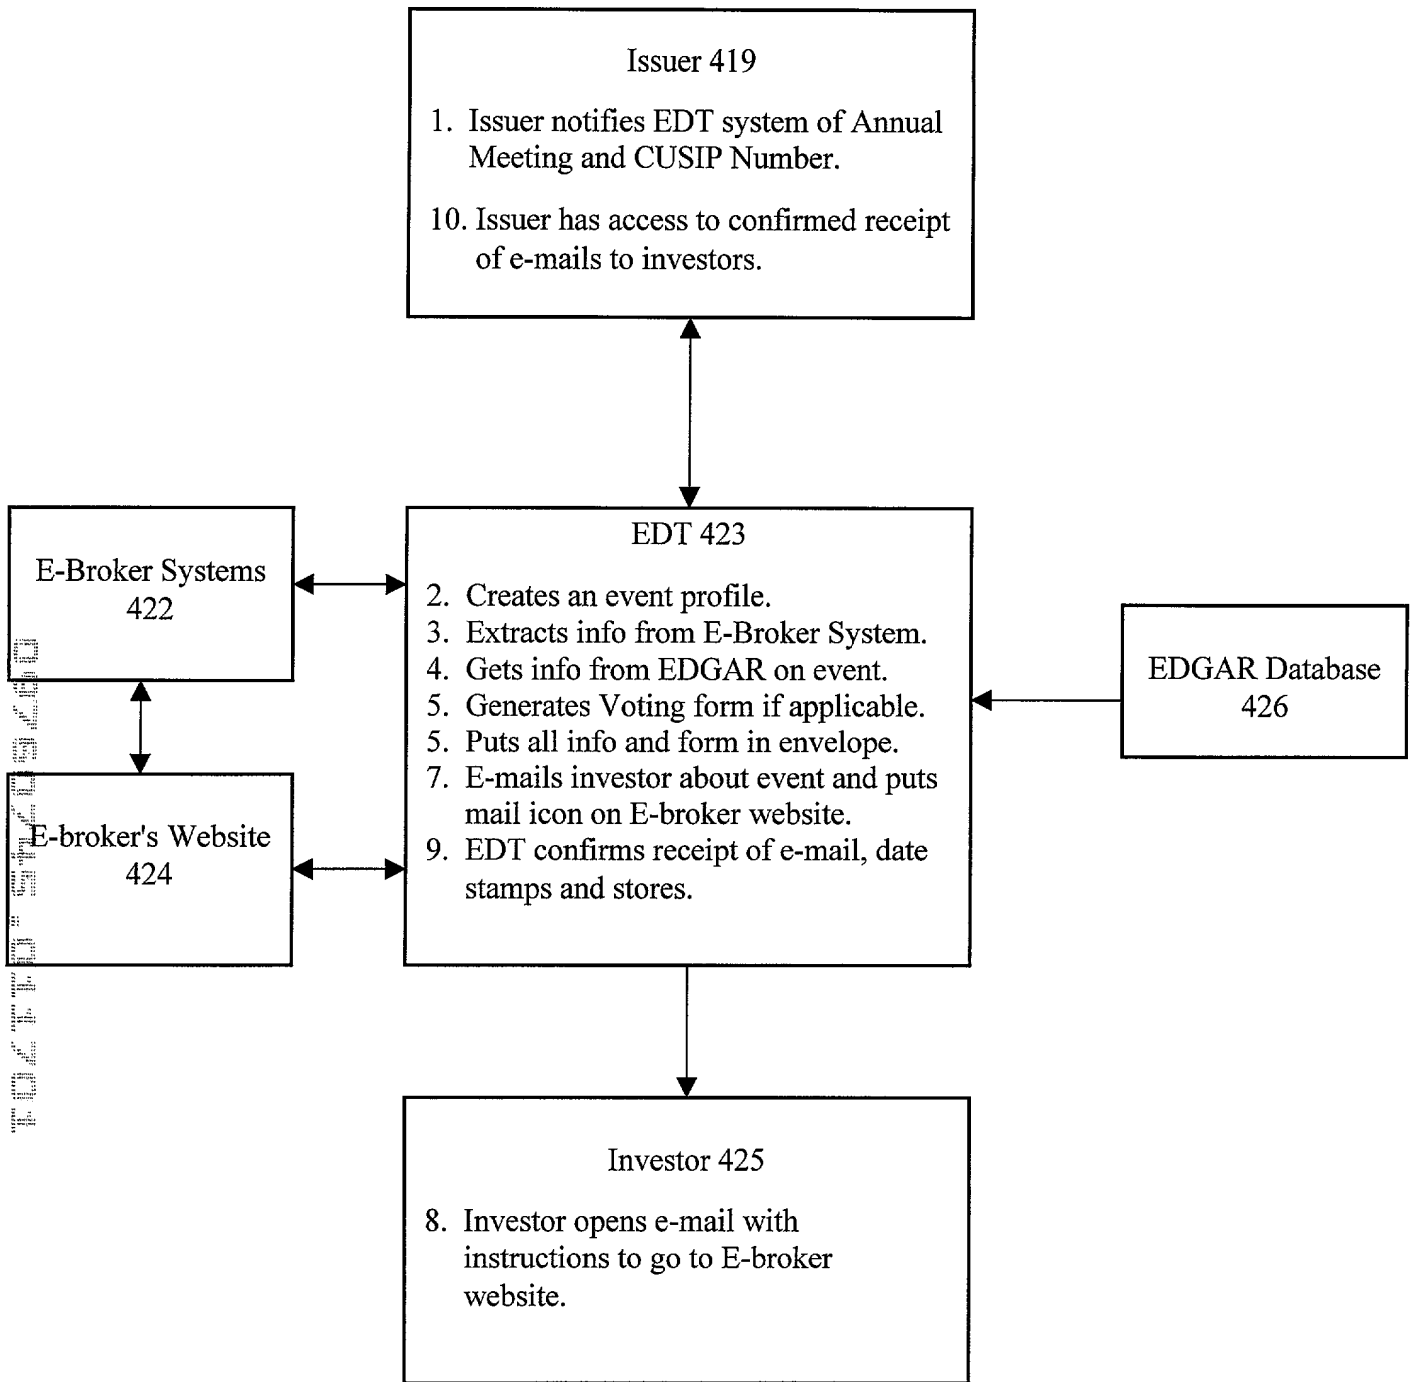 Issuer 419
1. Issuer notifies EDT system of Annual
Meeting and CUSIP Number.
10. Issuer has access to confirmed receipt
of e-mails to investors.
E-Broker Systems
422
E-broker's Website
424
EDT 423
2. Creates an event profile.
3. Extracts info from E-Broker System.
4. Gets info from EDGAR on event.
5. Generates Voting form if applicable.
5. Puts all info and form in envelope.
7. E-mails investor about event and puts
mail icon on E-broker website.
9. EDT confirms receipt of e-mail, date
stamps and stores.
EDGAR Database
426
Investor 425
8. Investor opens e-mail with
instructions to go to E-broker
website.